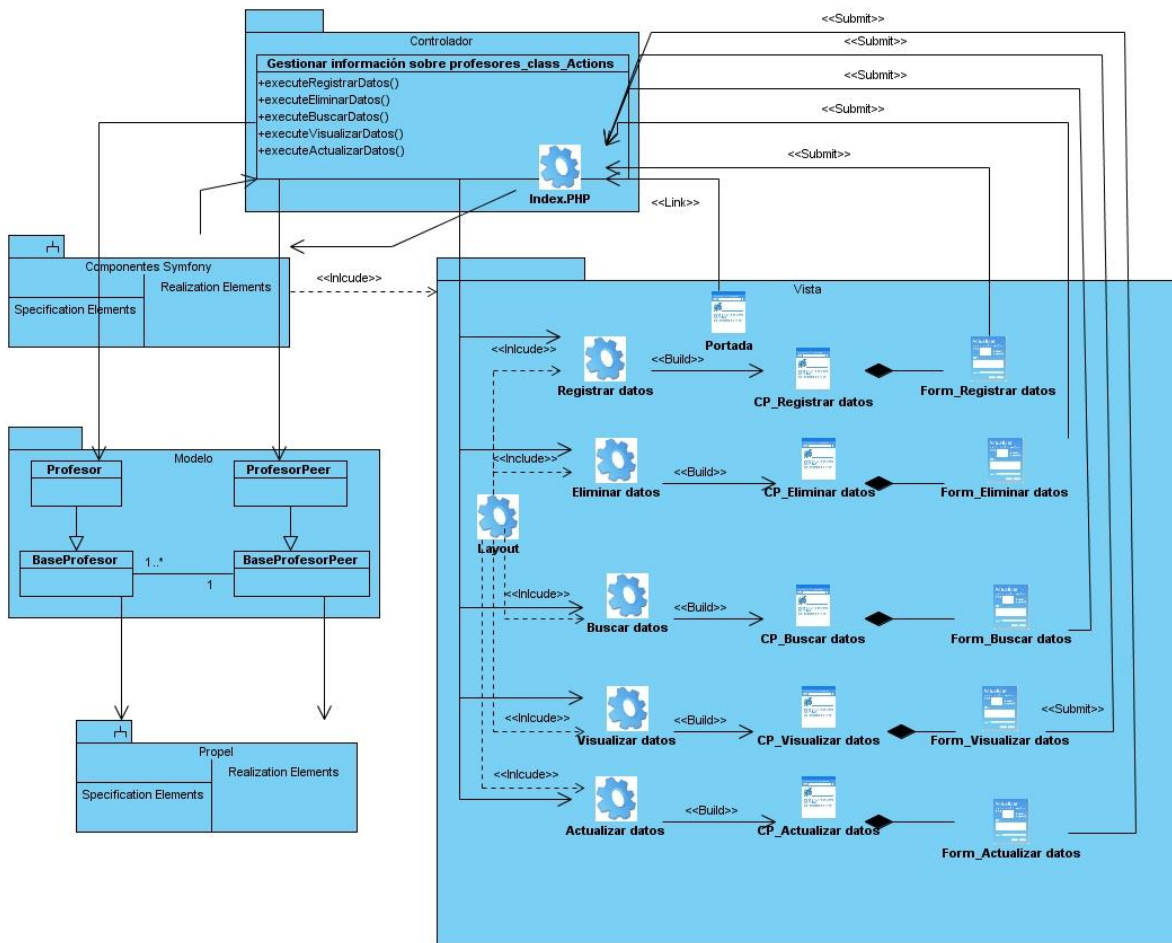 <<Submit>>
Controlador
<<Submit>>
Gestionar información sobre profesores_class_Actions
+executeRegistrarDatos()
+executeEliminarDatos()
+executeBuscarDatos()
+executeVisualizarDatos()
+executeActualizarDatos()
<<Submit>>
<<Submit>>
Index.PHP
<<Link>>
Componentes Symfony
Realization Elements
Specification Elements
<<Inlcude>>
Vista
Portada
<<Inlcude>>
Registrar datos
<<Build>>
CP_Registrar datos
Form_Registrar datos
Modelo
Profesor
ProfesorPeer
BaseProfesor
1..*
1
BaseProfesorPeer
<<Include>>
Eliminar datos
<<Build>>
CP_Eliminar datos
Form_Eliminar datos
Layout
<<Inlcude>>
Buscar datos
<<Build>>
CP_Buscar datos
Form_Buscar datos
<<Inlcude>>
Visualizar datos
<<Build>>
CP_Visualizar datos
Form_Visualizar datos
<<Submit>>
Propel
Realization Elements
Specification Elements
<<Inlcude>>
Actualizar datos
<<Build>>
CP_Actualizar datos
Form_Actualizar datos